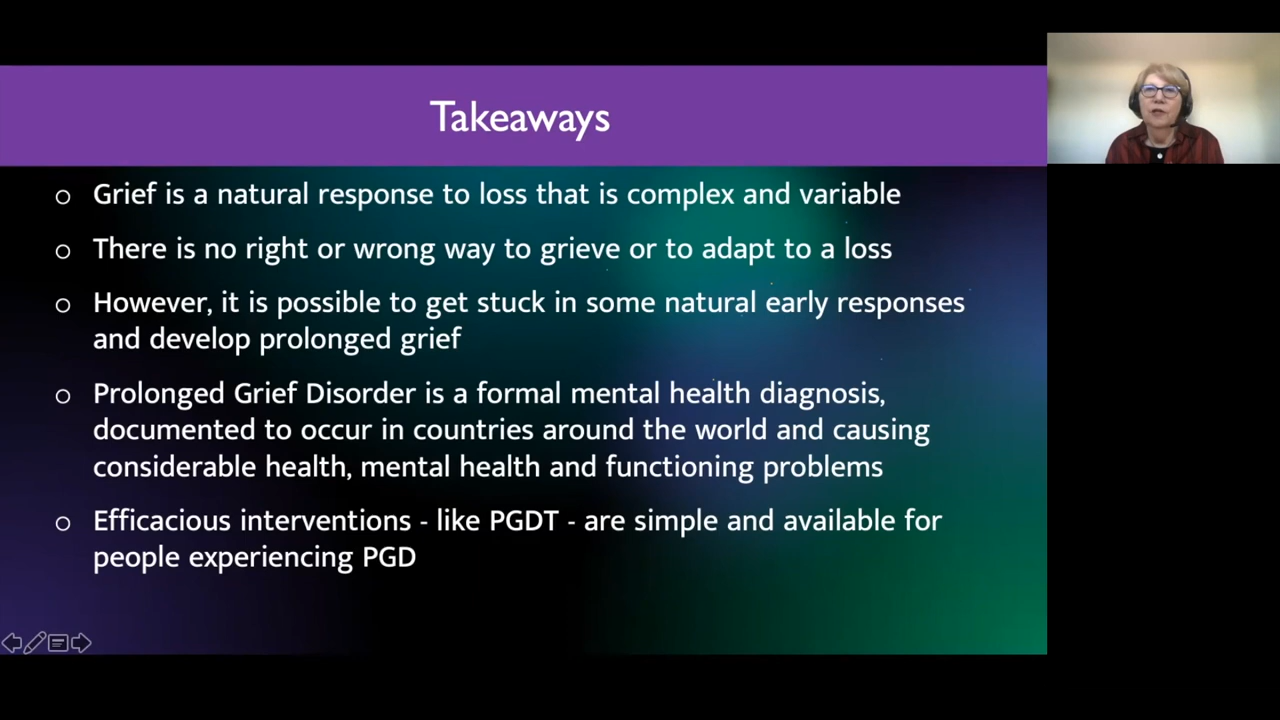 Takeaways
Grief is a natural response to loss that is complex and variable
There is no right or wrong way to grieve or to adapt to a loss
However, it is possible to get stuck in some natural early responses
and develop prolonged grief
Prolonged Grief Disorder is a formal mental health diagnosis,
documented to occur in countries around the world and causing
considerable health, mental health and functioning problems
Efficacious interventions - like PGDT - are simple and available for
people experiencing PGD